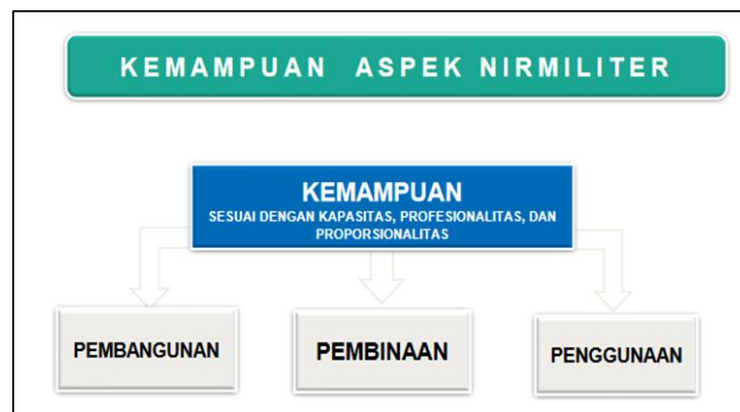 KEMAMPUAN ASPEK NIRMILITER
KEMAMPUAN
SESUAI DENGAN KAPASITAS, PROFESIONALITAS, DAN
PROPORSIONALITAS
PEMBANGUNAN
PEMBINAAN
PENGGUNAAN